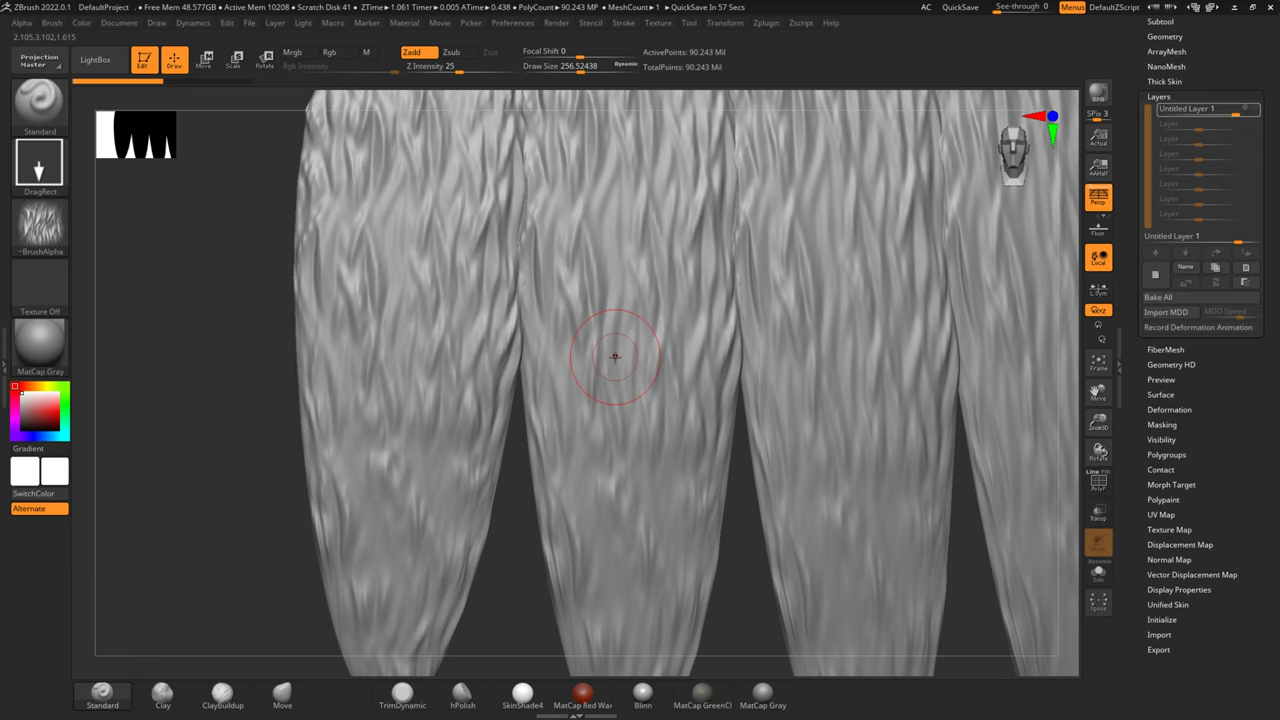 ZBrush 2022.0.1 DefaultProject • Free Mem 48.577GB • Active Mem 10208 • Scratch Disk 41 • ZTime▸1.061 Timer▸0.005 ATime▸0.438 • PolyCount▸90.243 MP • MeshCount▸1 • QuickSave In 57 Secs
AC QuickSave See-through 0 Menus DefaultZScript
Alpha Brush Color Document Draw Dynamics Edit File Layer Light Macro Marker Material Movie Picker Preferences Render Stencil Stroke Texture Tool Transform Zplugin Zscript Help
2.105,3.102,1.615
Projection
Master
LightBox
Edit
Draw
Move
Scale
Rotate
Mrgb Rgb M
Rgb Intensity
Zadd Zsub Zcut
Z Intensity 25
Focal Shift 0
Draw Size 256.52438 Dynamic
ActivePoints: 90.243 Mil
TotalPoints: 90.243 Mil
Standard
DragRect
~BrushAlpha
Texture Off
MatCap Gray
Gradient
SwitchColor
Alternate
BPR
SPix 3
Actual
AAHalf
Persp
Floor
Local
L.Sym
XYZ
Frame
Move
Zoom3D
Rotate
Line Fill
PolyF
Transp
Dynamic
Solo
Xpose
Subtool
Geometry
ArrayMesh
NanoMesh
Thick Skin
Layers
Untitled Layer 1
Layer
Layer
Layer
Layer
Layer
Layer
Layer
Untitled Layer 1
Name
Bake All
Import MDD MDD Speed
Record Deformation Animation
FiberMesh
Geometry HD
Preview
Surface
Deformation
Masking
Visibility
Polygroups
Contact
Morph Target
Polypaint
UV Map
Texture Map
Displacement Map
Normal Map
Vector Displacement Map
Display Properties
Unified Skin
Initialize
Import
Export
Standard Clay ClayBuildup Move TrimDynamic hPolish SkinShade4 MatCap Red Wax Blinn MatCap GreenCl MatCap Gray